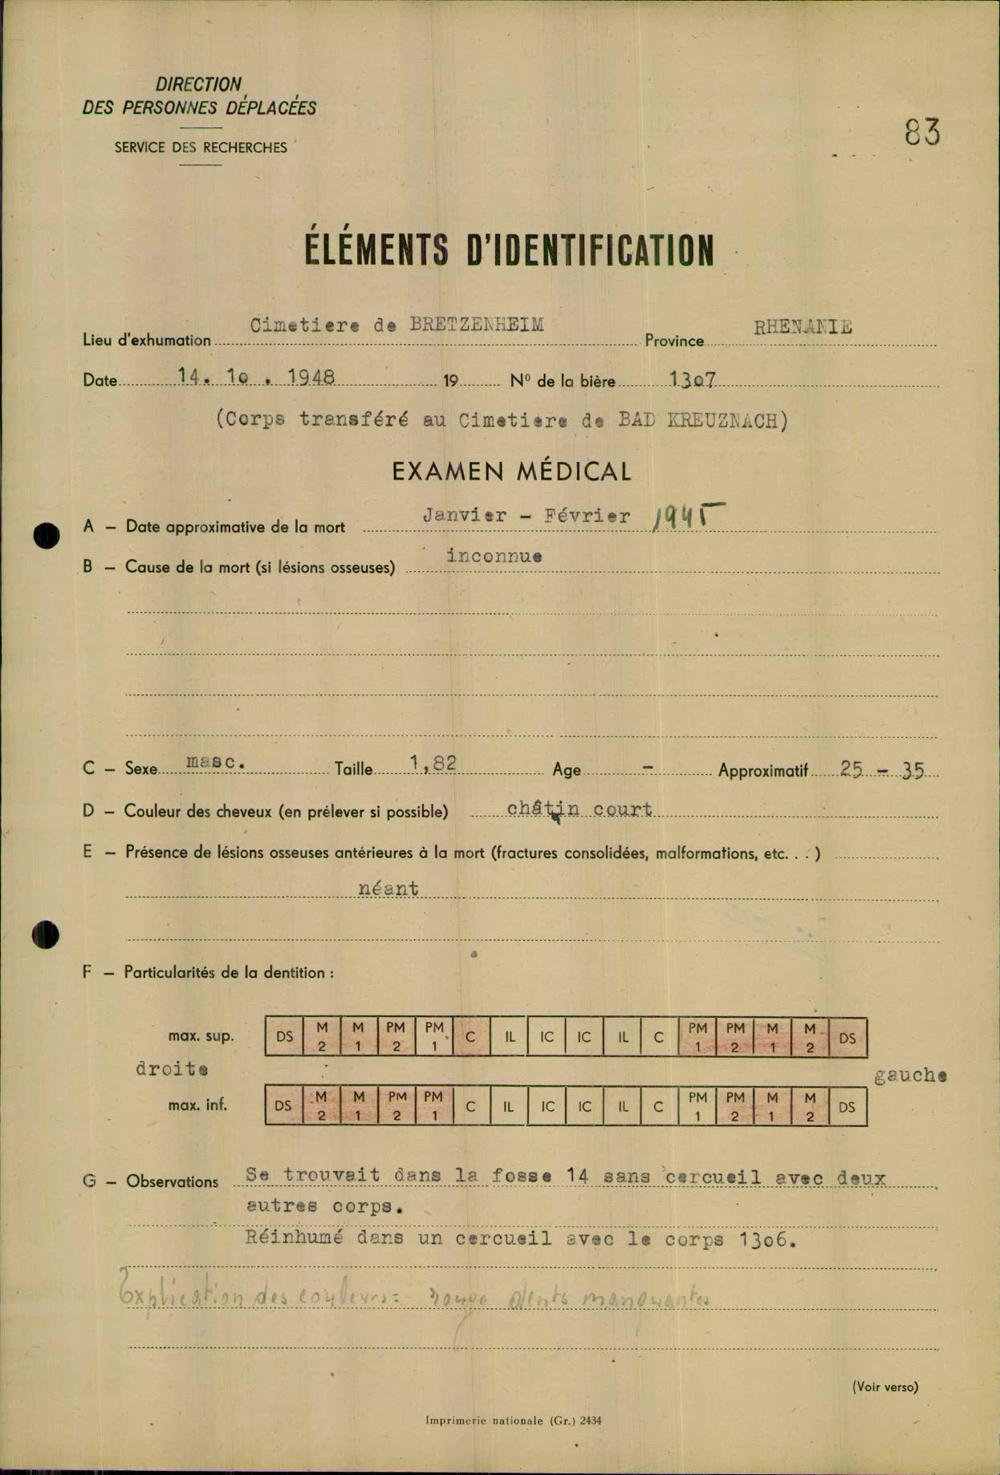 DIRECTION
DES PERSONNES DÉPLACÉES
SERVICE DES RECHERCHES
83
ÉLÉMENTS D'IDENTIFICATION
Lieu d'exhumation Cimetiere de BRETZENHEIM Province RHENANIE
Date 14. 1o . 1948 19 Nº de la bière 13o7
(Corps transféré au Cimetiere de BAD KREUZNACH)
EXAMEN MÉDICAL
A – Date approximative de la mort Janvier - Février 1945
B – Cause de la mort (si lésions osseuses) inconnue
C – Sexe masc. Taille 1,82 Age - Approximatif 25 - 35
D – Couleur des cheveux (en prélever si possible) châtin court
E – Présence de lésions osseuses antérieures à la mort (fractures consolidées, malformations, etc. . . )
néant
F – Particularités de la dentition :
max. sup. DS M 2 M 1 PM 2 PM 1 C IL IC IC IL C PM 1 PM 2 M 1 M 2 DS
droite gauche
max. inf. DS M 2 M 1 PM 2 PM 1 C IL IC IC IL C PM 1 PM 2 M 1 M 2 DS
G – Observations Se trouvait dans la fosse 14 sans cercueil avec deux
autres corps.
Réinhumé dans un cercueil avec le corps 13o6.
Explication des couleurs: rouge dents manquantes
(Voir verso)
Imprimerie nationale (Gr.) 2434